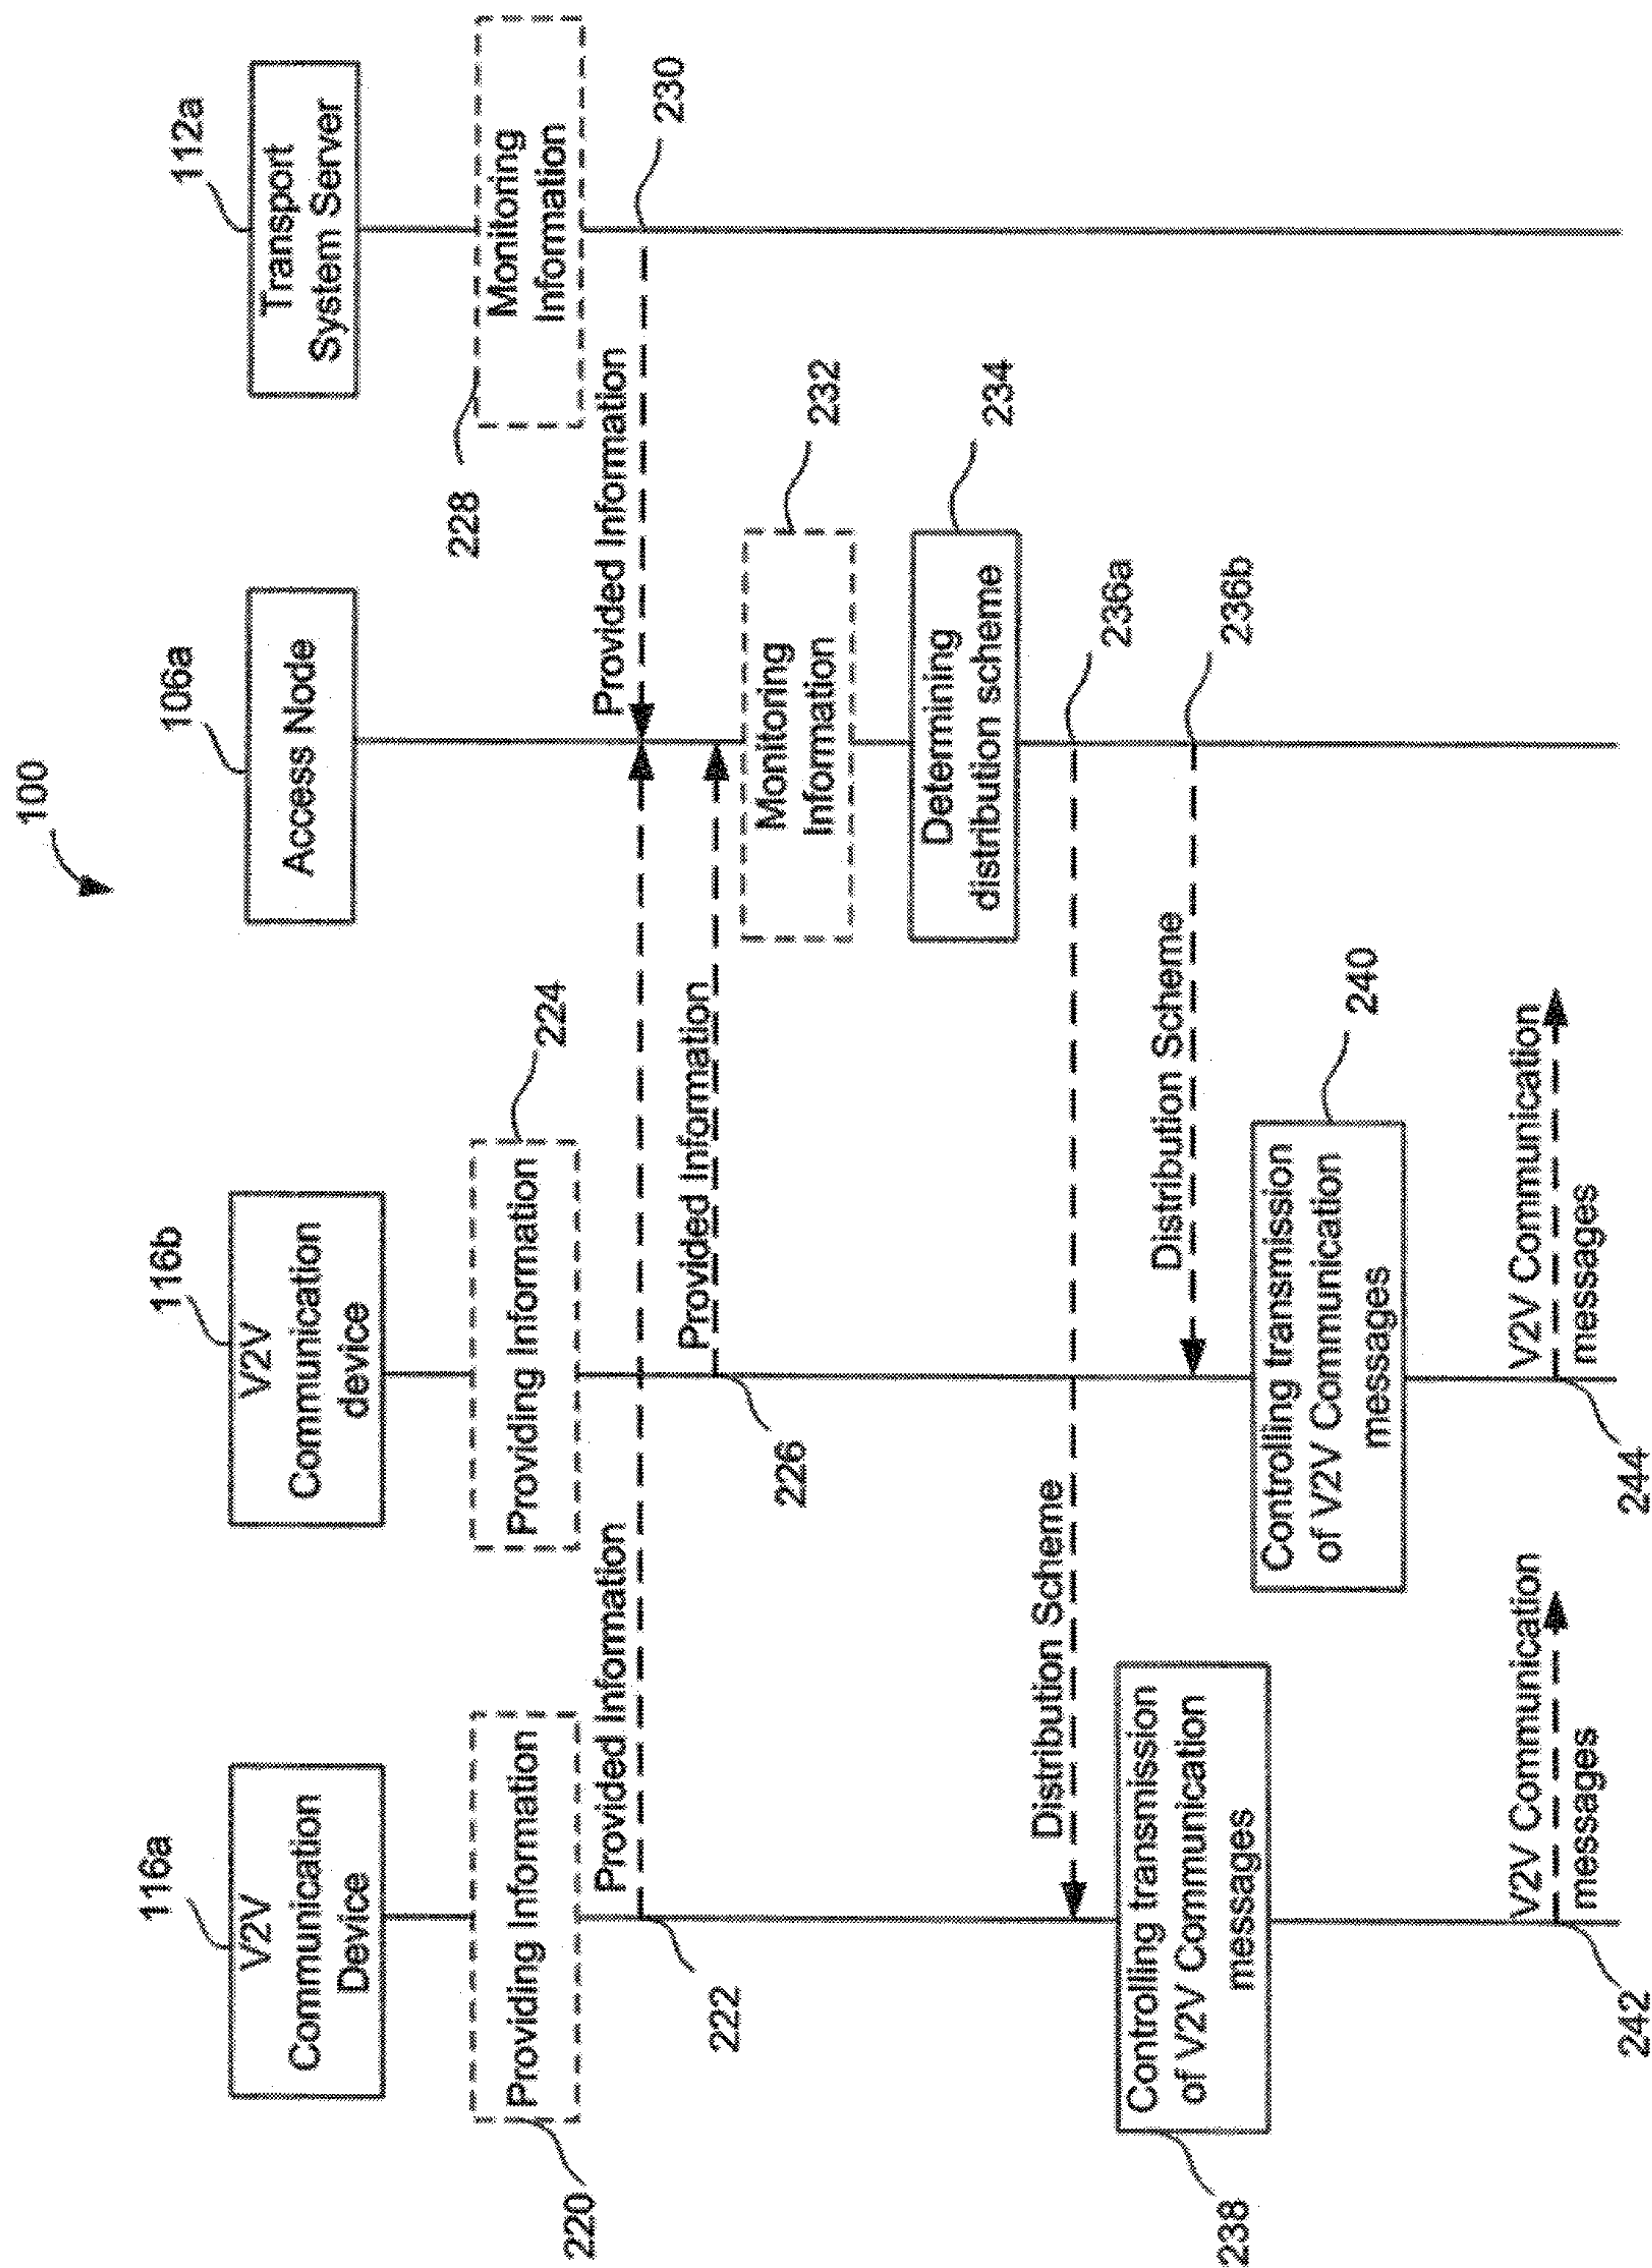 100
116a
116b
106a
112a
V2V
Communication
Device
V2V
Communication
device
Access Node
Transport
System Server
220
Providing Information
Providing Information
224
228
Monitoring
Information
Provided Information
222
Provided Information
230
Provided Information
226
Monitoring
Information
232
Determining
distribution scheme
234
Distribution Scheme
236a
Distribution Scheme
236b
238
Controlling transmission
of V2V Communication
messages
Controlling transmission
of V2V Communication
messages
240
V2V Communication
messages
242
V2V Communication
messages
244